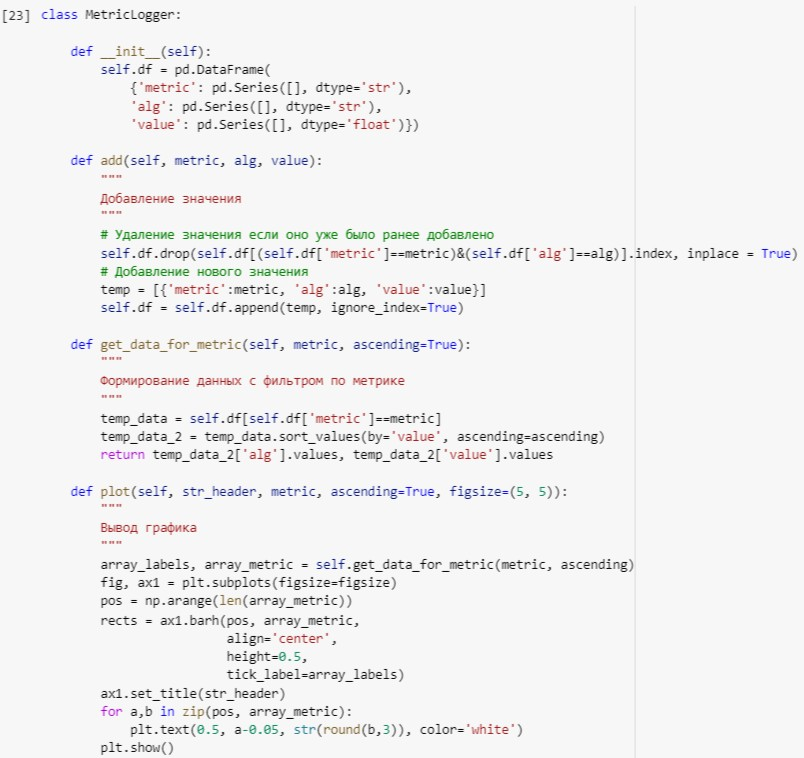 [23] class MetricLogger:
def __init__(self):
self.df = pd.DataFrame(
{'metric': pd.Series([], dtype='str'),
'alg': pd.Series([], dtype='str'),
'value': pd.Series([], dtype='float')})
def add(self, metric, alg, value):
"""
Добавление значения
"""
# Удаление значения если оно уже было ранее добавлено
self.df.drop(self.df[(self.df['metric']==metric)&(self.df['alg']==alg)].index, inplace = True)
# Добавление нового значения
temp = [{'metric':metric, 'alg':alg, 'value':value}]
self.df = self.df.append(temp, ignore_index=True)
def get_data_for_metric(self, metric, ascending=True):
"""
Формирование данных с фильтром по метрике
"""
temp_data = self.df[self.df['metric']==metric]
temp_data_2 = temp_data.sort_values(by='value', ascending=ascending)
return temp_data_2['alg'].values, temp_data_2['value'].values
def plot(self, str_header, metric, ascending=True, figsize=(5, 5)):
"""
Вывод графика
"""
array_labels, array_metric = self.get_data_for_metric(metric, ascending)
fig, ax1 = plt.subplots(figsize=figsize)
pos = np.arange(len(array_metric))
rects = ax1.barh(pos, array_metric,
align='center',
height=0.5,
tick_label=array_labels)
ax1.set_title(str_header)
for a,b in zip(pos, array_metric):
plt.text(0.5, a-0.05, str(round(b,3)), color='white')
plt.show()